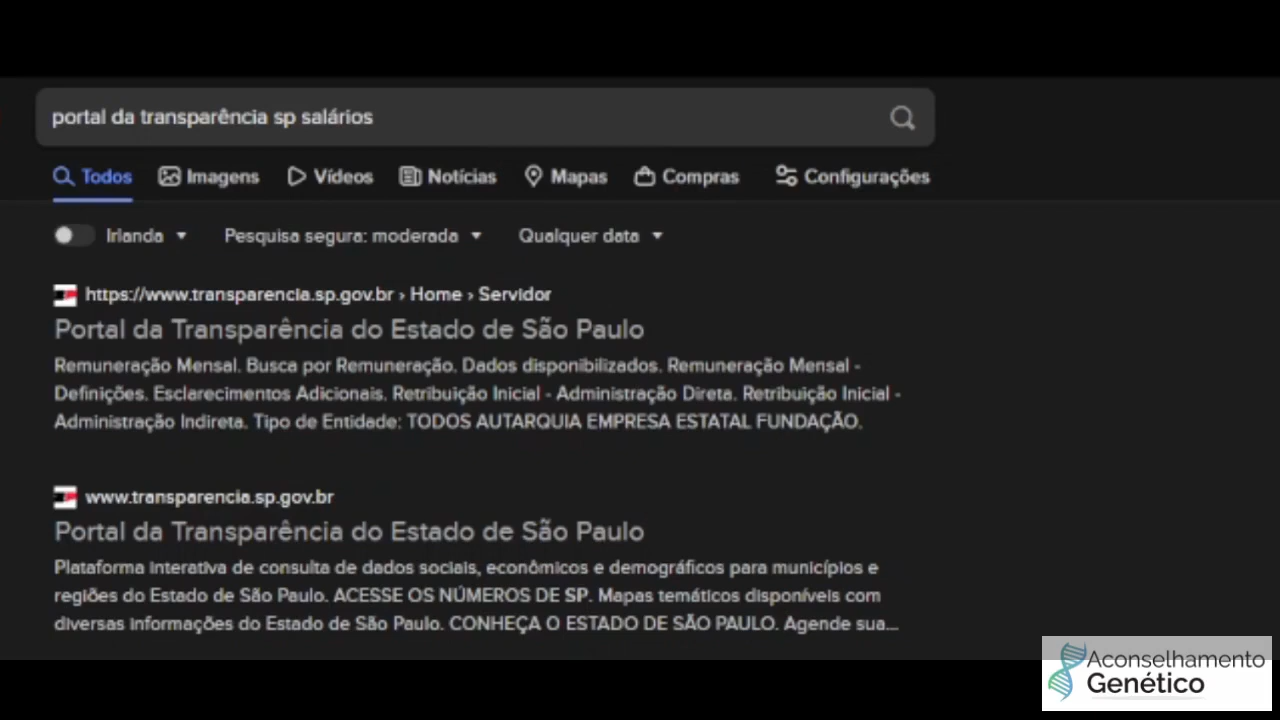 portal da transparência sp salários
Todos Imagens Vídeos Notícias Mapas Compras Configurações
Irlanda Pesquisa segura: moderada Qualquer data
https://www.transparencia.sp.gov.br › Home › Servidor
Portal da Transparência do Estado de São Paulo
Remuneração Mensal. Busca por Remuneração. Dados disponibilizados. Remuneração Mensal -
Definições. Esclarecimentos Adicionais. Retribuição Inicial - Administração Direta. Retribuição Inicial -
Administração Indireta. Tipo de Entidade: TODOS AUTARQUIA EMPRESA ESTATAL FUNDAÇÃO.
www.transparencia.sp.gov.br
Portal da Transparência do Estado de São Paulo
Plataforma interativa de consulta de dados sociais, econômicos e demográficos para municípios e
regiões do Estado de São Paulo. ACESSE OS NÚMEROS DE SP. Mapas temáticos disponíveis com
diversas informações do Estado de São Paulo. CONHEÇA O ESTADO DE SÃO PAULO. Agende sua...
Aconselhamento
Genético